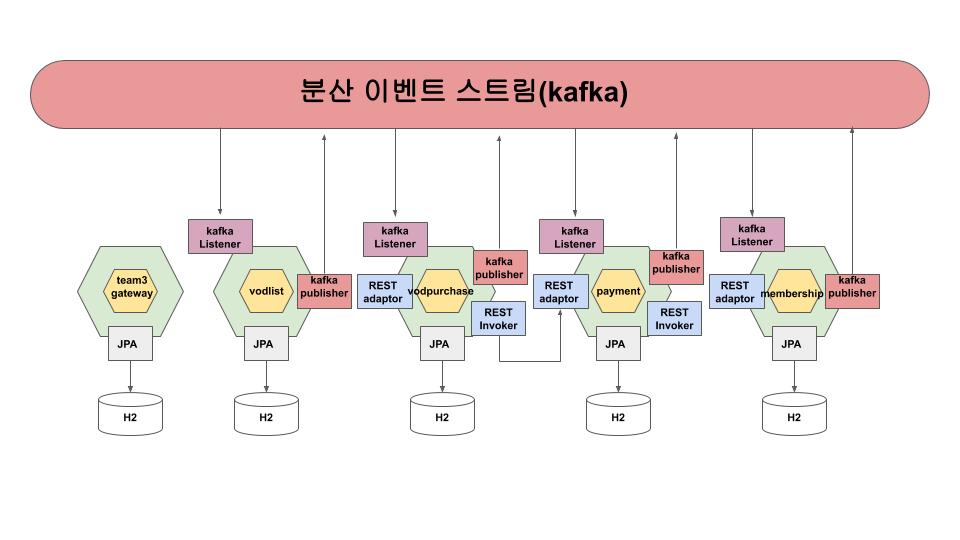 분산 이벤트 스트림(kafka)
kafka
Listener
kafka
Listener
kafka
Listener
kafka
Listener
team3
gateway
vodlist
kafka
publisher
REST
adaptor
vodpurchase
kafka
publisher
REST
Invoker
REST
adaptor
payment
kafka
publisher
REST
Invoker
REST
adaptor
membership
kafka
publisher
JPA
JPA
JPA
JPA
JPA
H2
H2
H2
H2
H2